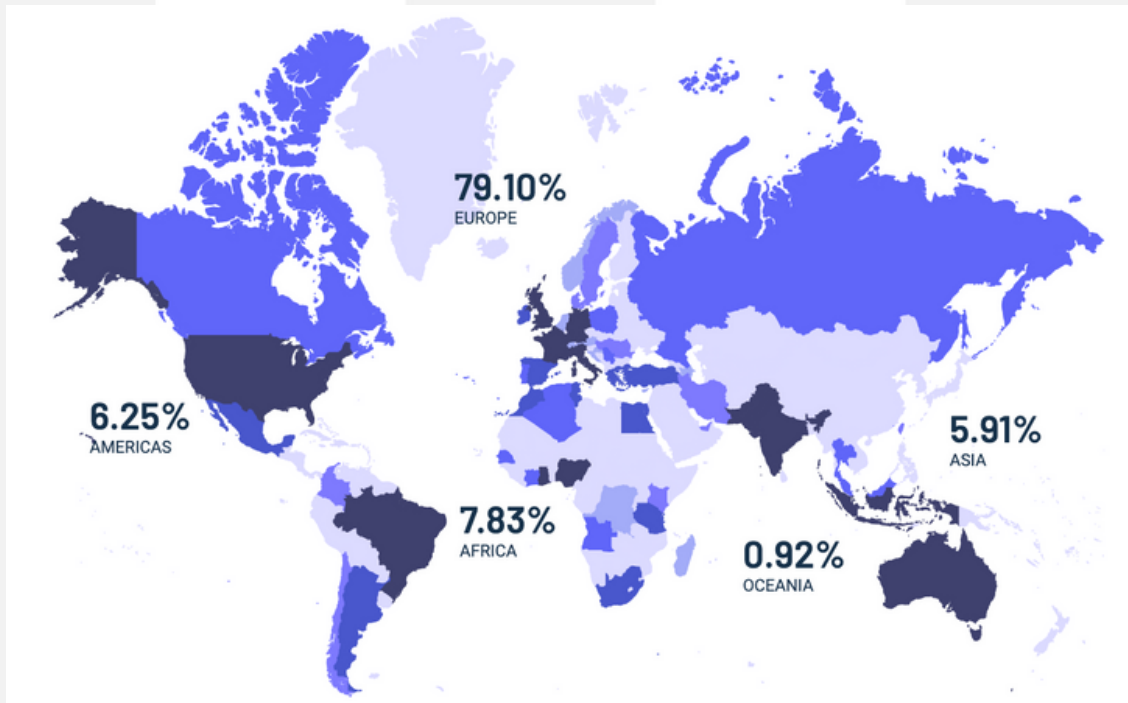 79.10%
EUROPE
6.25%
AMERICAS
5.91%
ASIA
7.83%
AFRICA
0.92%
OCEANIA